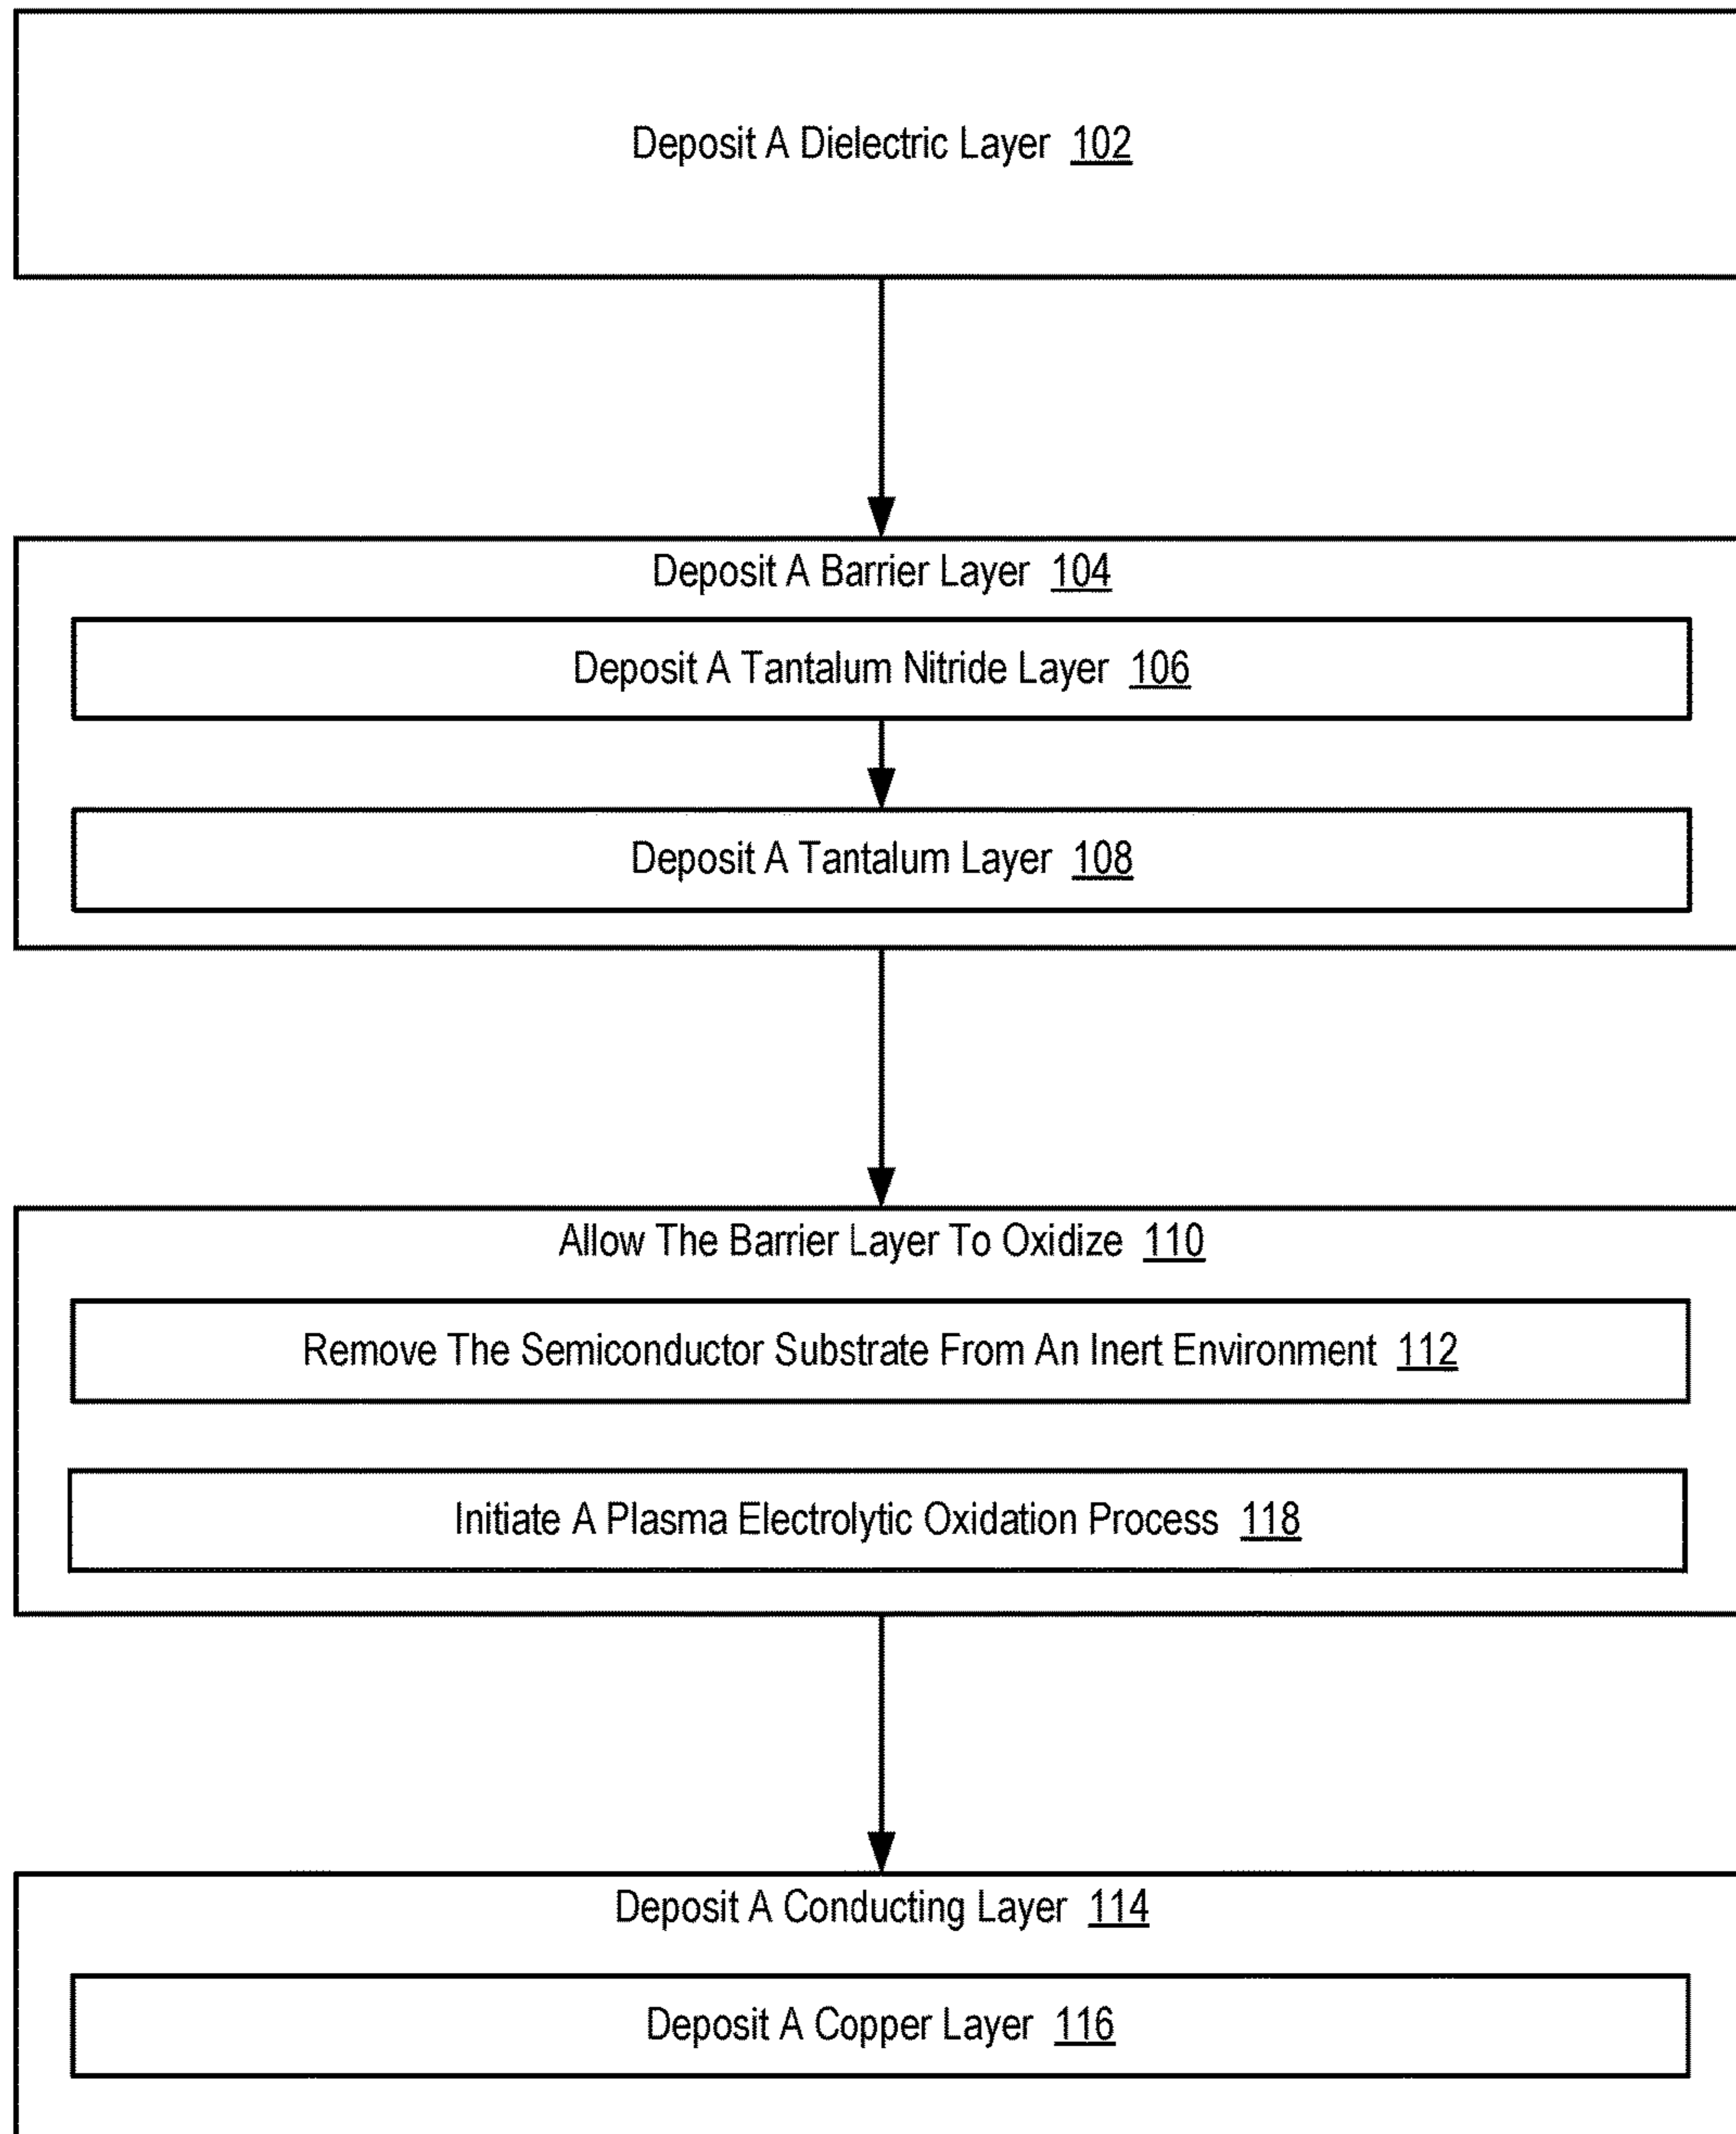 Deposit A Dielectric Layer 102
Deposit A Barrier Layer 104
Deposit A Tantalum Nitride Layer 106
Deposit A Tantalum Layer 108
Allow The Barrier Layer To Oxidize 110
Remove The Semiconductor Substrate From An Inert Environment 112
Initiate A Plasma Electrolytic Oxidation Process 118
Deposit A Conducting Layer 114
Deposit A Copper Layer 116